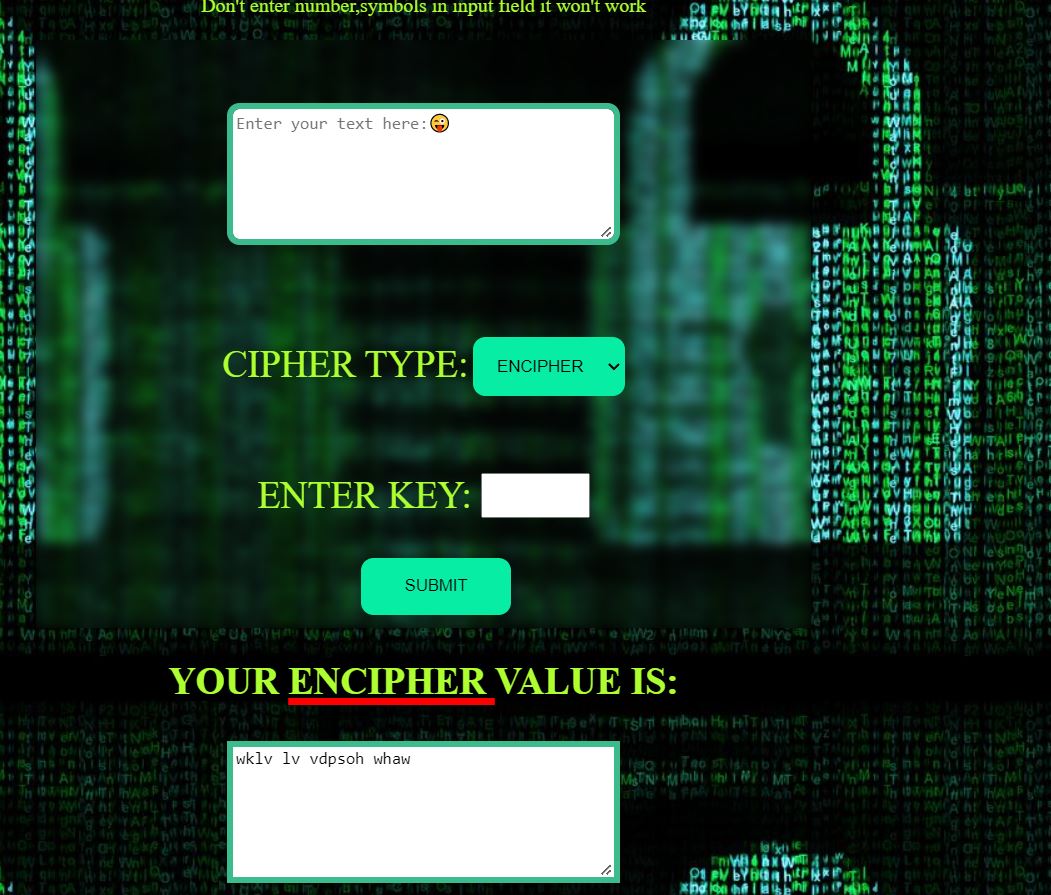 Don't enter number,symbols in input field it won't work
Enter your text here:😜
CIPHER TYPE: ENCIPHER
ENTER KEY:
SUBMIT
YOUR ENCIPHER VALUE IS:
wklv lv vdpsoh whaw